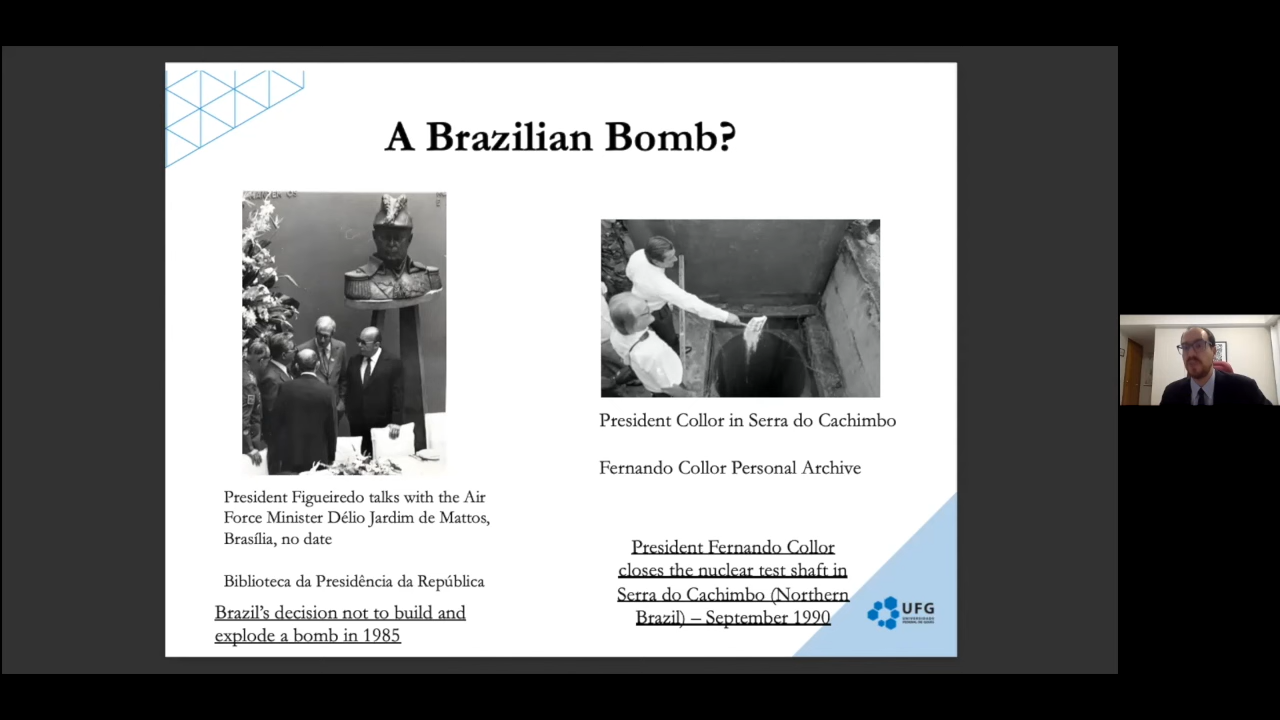 A Brazilian Bomb?
President Figueiredo talks with the Air
Force Minister Délio Jardim de Mattos,
Brasília, no date
Biblioteca da Presidência da República
Brazil's decision not to build and
explode a bomb in 1985
President Collor in Serra do Cachimbo
Fernando Collor Personal Archive
President Fernando Collor
closes the nuclear test shaft in
Serra do Cachimbo (Northern
Brazil) – September 1990
UFG